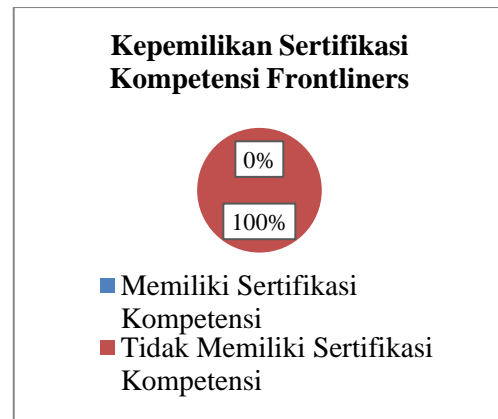 Kepemilikan Sertifikasi
Kompetensi Frontliners
0%
100%
Memiliki Sertifikasi
Kompetensi
Tidak Memiliki Sertifikasi
Kompetensi